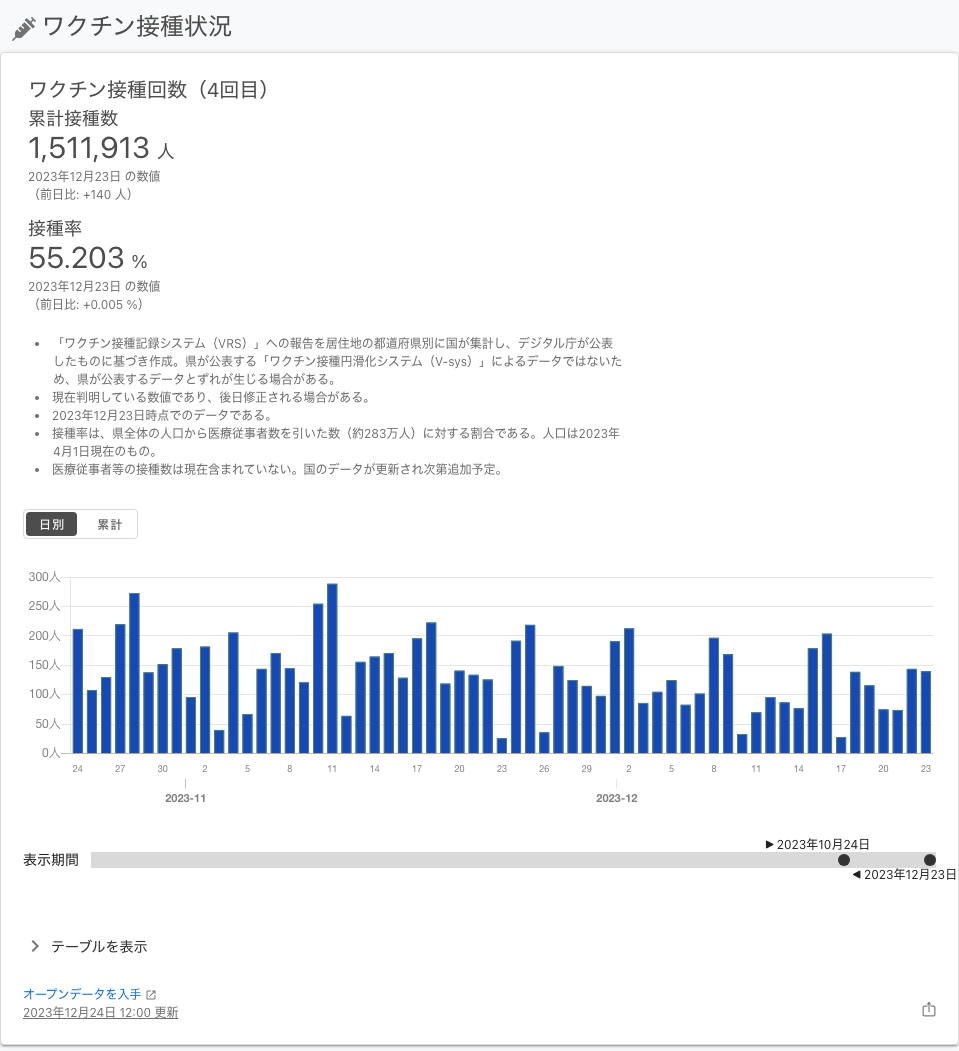 ワクチン接種状況
ワクチン接種回数（4回目）
累計接種数
1,511,913 人
2023年12月23日 の数値
（前日比: +140 人）
接種率
55.203 %
2023年12月23日 の数値
（前日比: +0.005 %）
• 「ワクチン接種記録システム（VRS）」への報告を居住地の都道府県別に国が集計し、デジタル庁が公表
したものに基づき作成。県が公表する「ワクチン接種円滑化システム（V-sys）」によるデータではないた
め、県が公表するデータとずれが生じる場合がある。
• 現在判明している数値であり、後日修正される場合がある。
• 2023年12月23日時点でのデータである。
• 接種率は、県全体の人口から医療従事者数を引いた数（約283万人）に対する割合である。人口は2023年
4月1日現在のもの。
• 医療従事者等の接種数は現在含まれていない。国のデータが更新され次第追加予定。
日別 累計
300人
250人
200人
150人
100人
50人
0人
24 27 30 2 5 8 11 14 17 20 23 26 29 2 5 8 11 14 17 20 23
2023-11 2023-12
▶ 2023年10月24日
表示期間
◀ 2023年12月23日
テーブルを表示
オープンデータを入手
2023年12月24日 12:00 更新